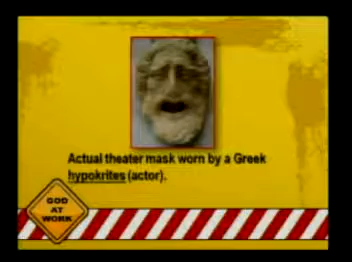 Actual theater mask worn by a Greek
hypokrites (actor).
GOD
AT
WORK